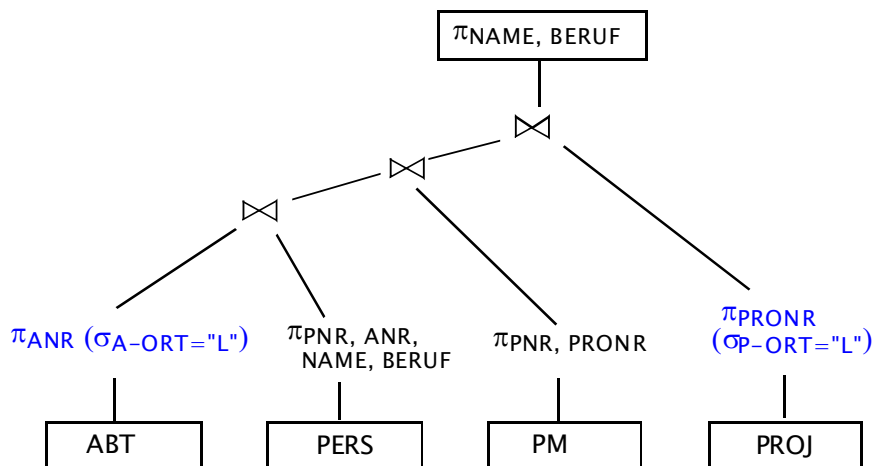 πNAME, BERUF
⋈
⋈
⋈
πANR (σA-ORT="L")
πPNR, ANR,
NAME, BERUF
πPNR, PRONR
πPRONR
(σP-ORT="L")
ABT
PERS
PM
PROJ